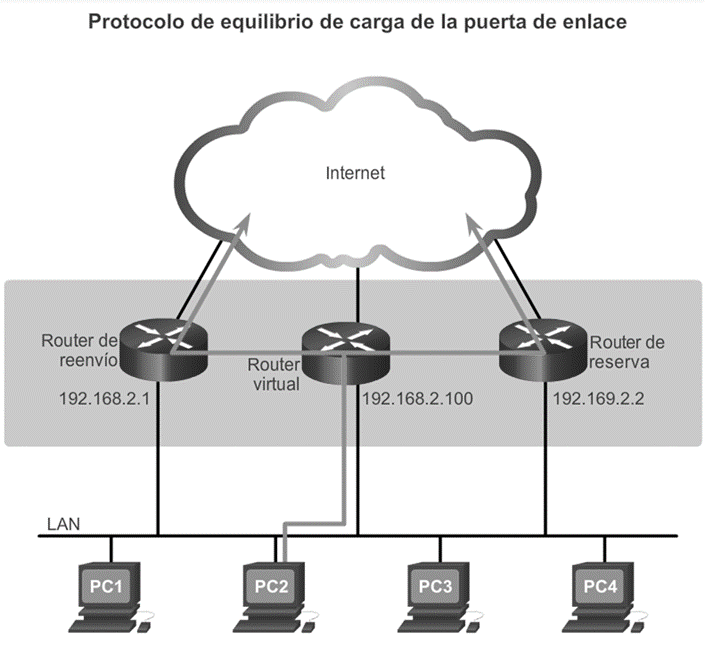 Protocolo de equilibrio de carga de la puerta de enlace
Internet
Router de
reenvío
192.168.2.1
Router
virtual
192.168.2.100
Router de
reserva
192.169.2.2
LAN
PC1
PC2
PC3
PC4